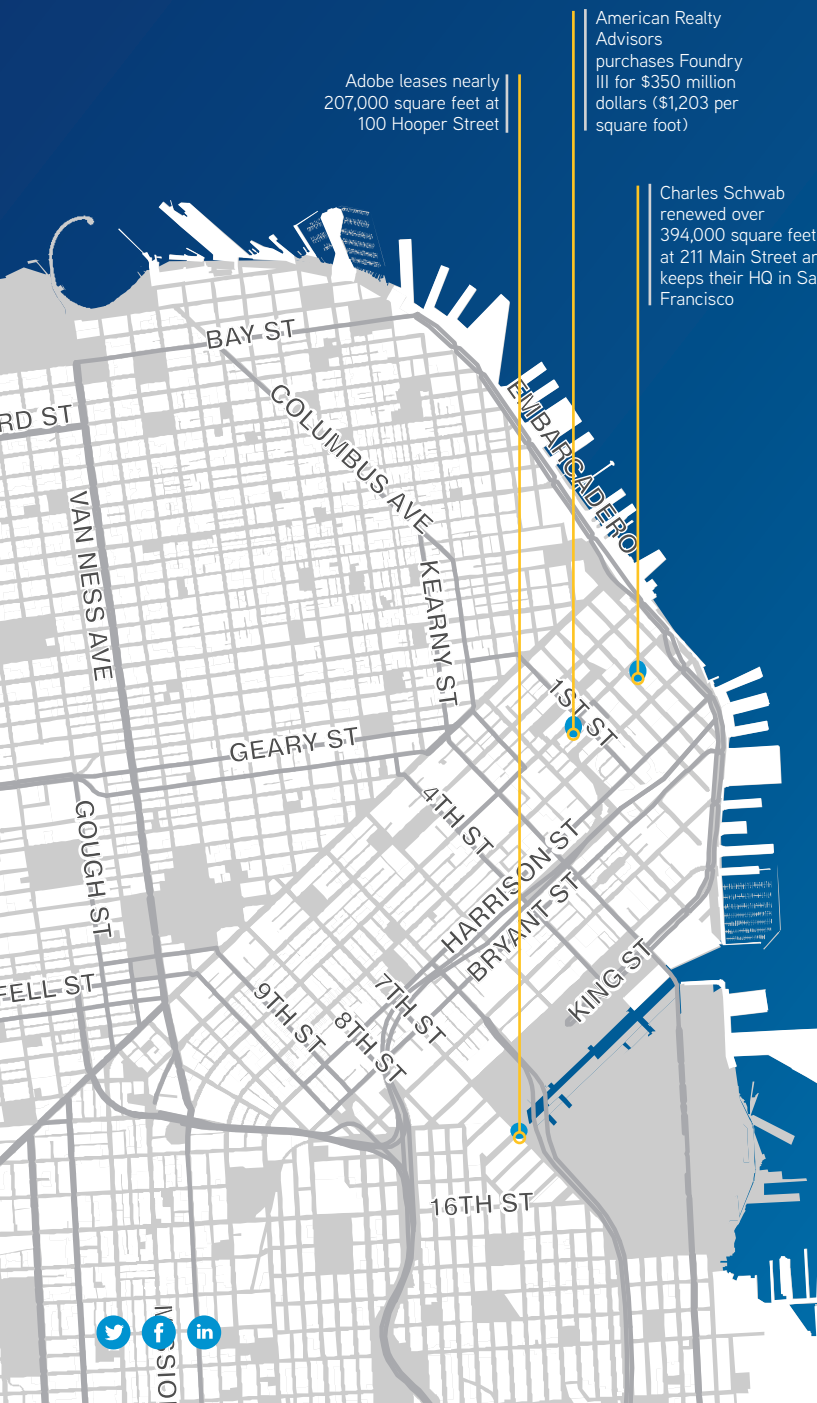 American Realty
Advisors
purchases Foundry
III for $350 million
dollars ($1,203 per
square foot)
Adobe leases nearly
207,000 square feet at
100 Hooper Street
Charles Schwab
renewed over
394,000 square feet
at 211 Main Street
keeps their HQ in
Francisco
BAY ST
COLUMBUS AVE
EMBARCADERO
RD ST
VAN NESS AVE
KEARNY ST
1ST ST
GEARY ST
4TH ST
GOUGH ST
HARRISON ST
BRYANT ST
KING ST
FELL ST
9TH ST
8TH ST
7TH ST
16TH ST
in